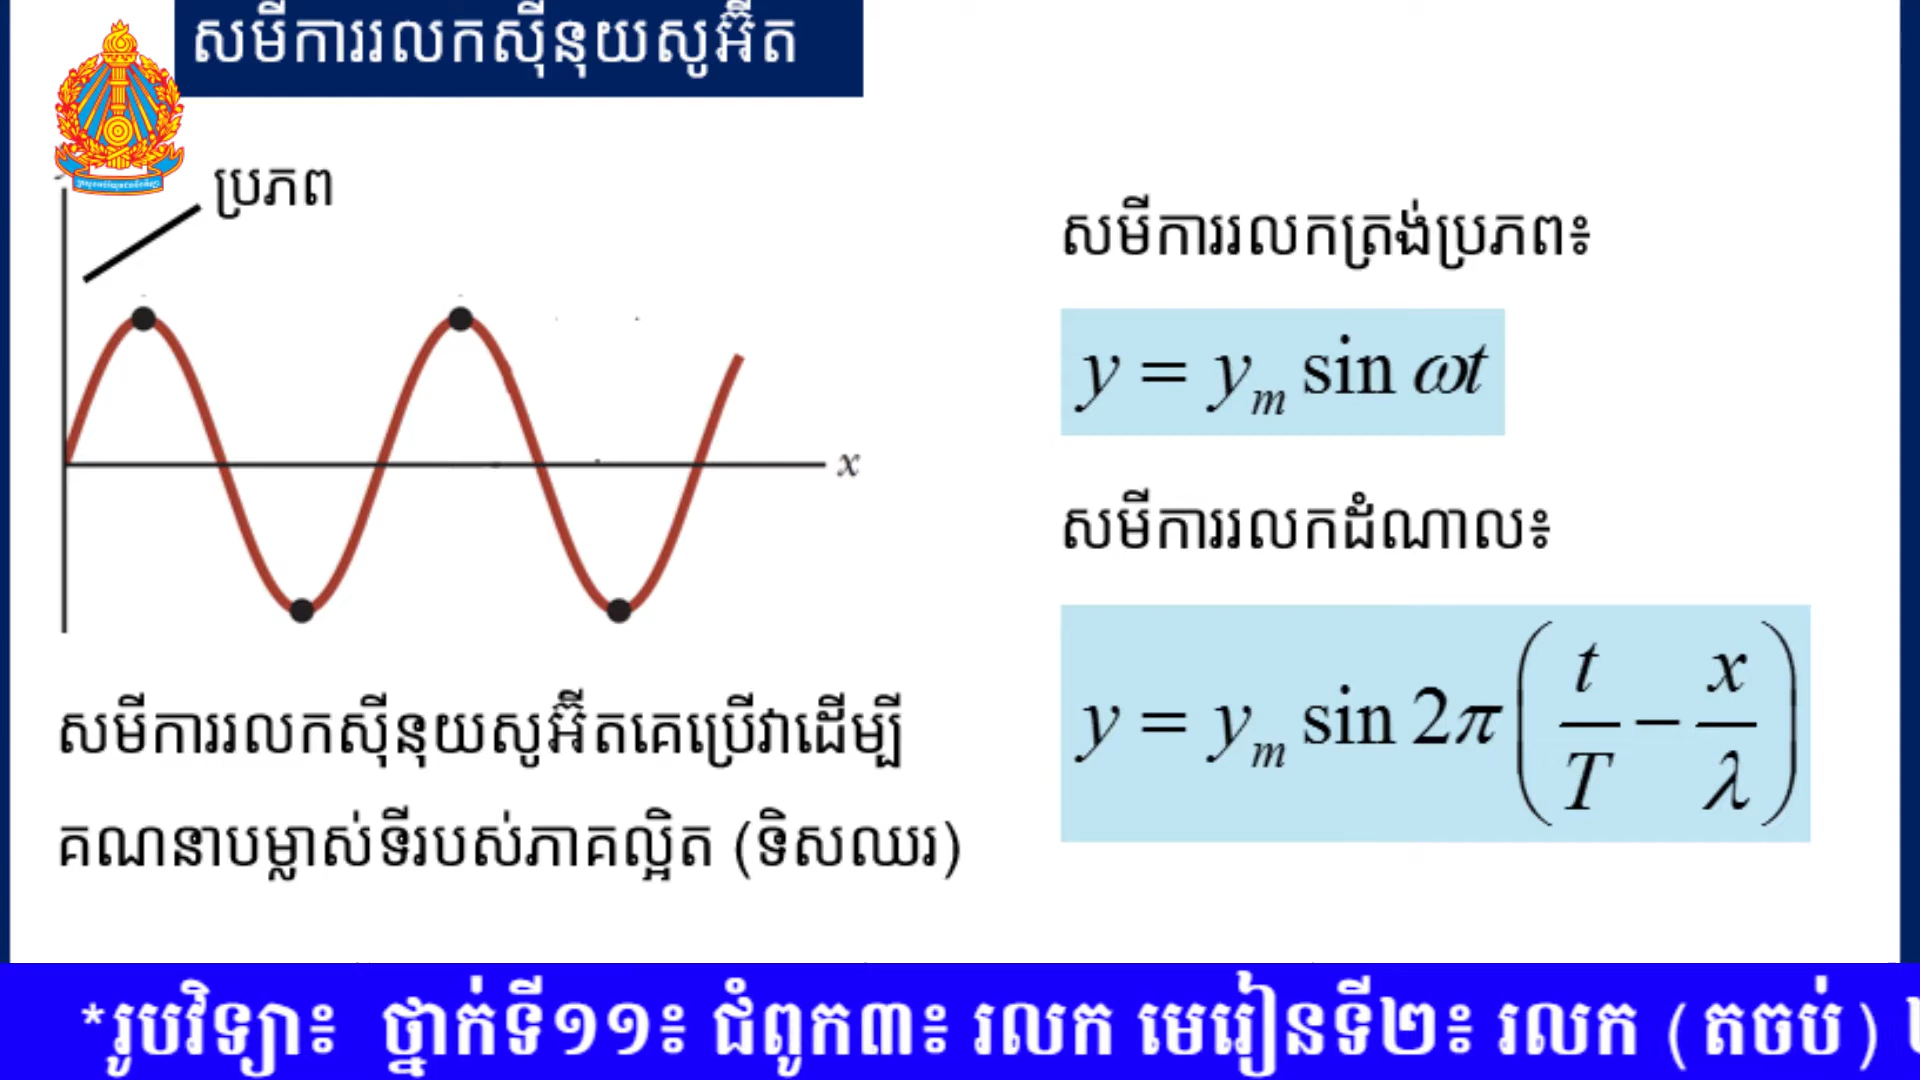 សមីការរលកស៊ីនុយសូអ៊ីត
ប្រភព
x
សមីការរលកត្រង់ប្រភព៖
y = yₘ sin ωt
សមីការរលកដំណាល៖
y = yₘ sin 2π (t/T − x/λ)
សមីការរលកស៊ីនុយសូអ៊ីតគេប្រើវាដើម្បី
គណនាបម្លាស់ទីរបស់ភាគល្អិត (ទិសឈរ)
*រូបវិទ្យា៖ ថ្នាក់ទី១១៖ ជំពូក៣៖ រលក មេរៀនទី២៖ រលក (តចប់)